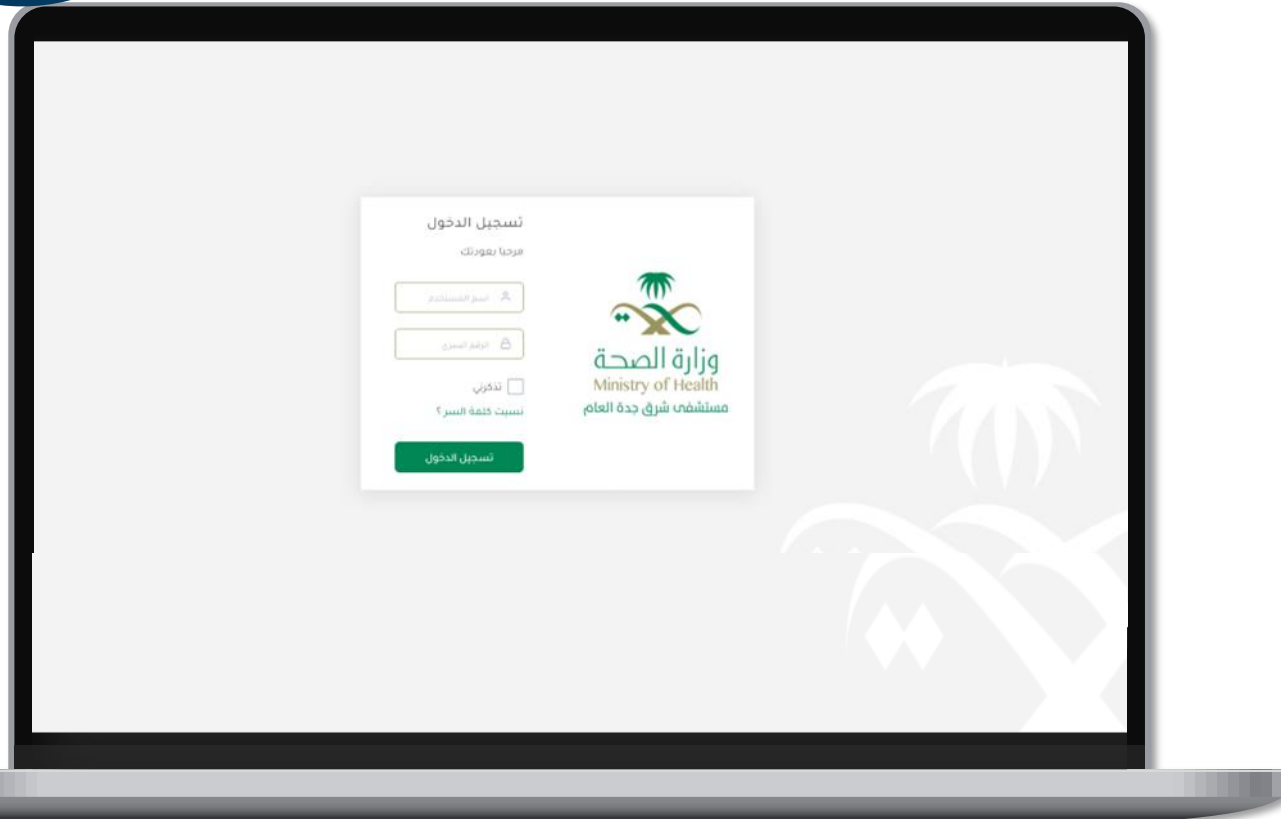 تسجيل الدخول
مرحبا بعودتك
اسم المستخدم
الرقم السري
تذكرني
نسيت كلمة السر ؟
تسجيل الدخول
وزارة الصحة
Ministry of Health
مستشفى شرق جدة العام